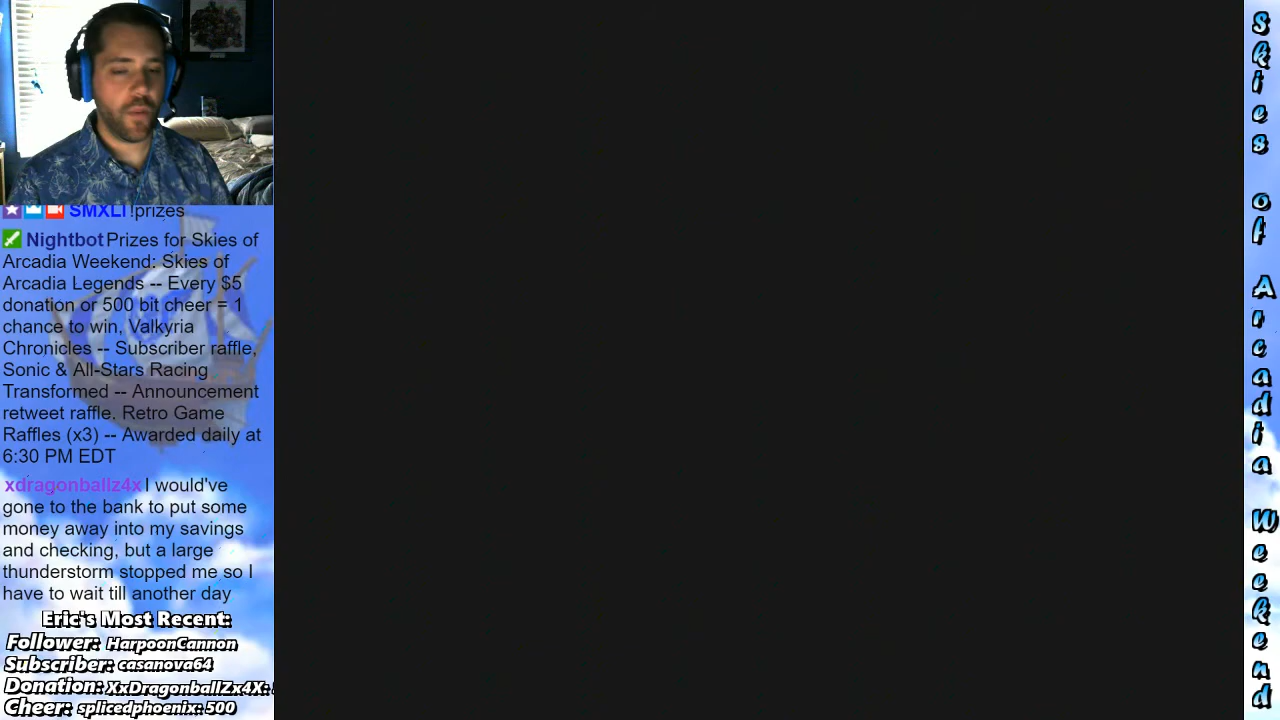 SMXLI !prizes
Nightbot Prizes for Skies of
Arcadia Weekend: Skies of
Arcadia Legends -- Every $5
donation or 500 bit cheer = 1
chance to win, Valkyria
Chronicles -- Subscriber raffle,
Sonic & All-Stars Racing
Transformed -- Announcement
retweet raffle. Retro Game
Raffles (x3) -- Awarded daily at
6:30 PM EDT
xdragonballz4x I would've
gone to the bank to put some
money away into my savings
and checking, but a large
thunderstorm stopped me so I
have to wait till another day
Eric's Most Recent:
Follower: HarpoonCannon
Subscriber: casanova64
Donation: XxDragonballZx4X:
Cheer: splicedphoenix: 500
Skies of Arcadia Weekend